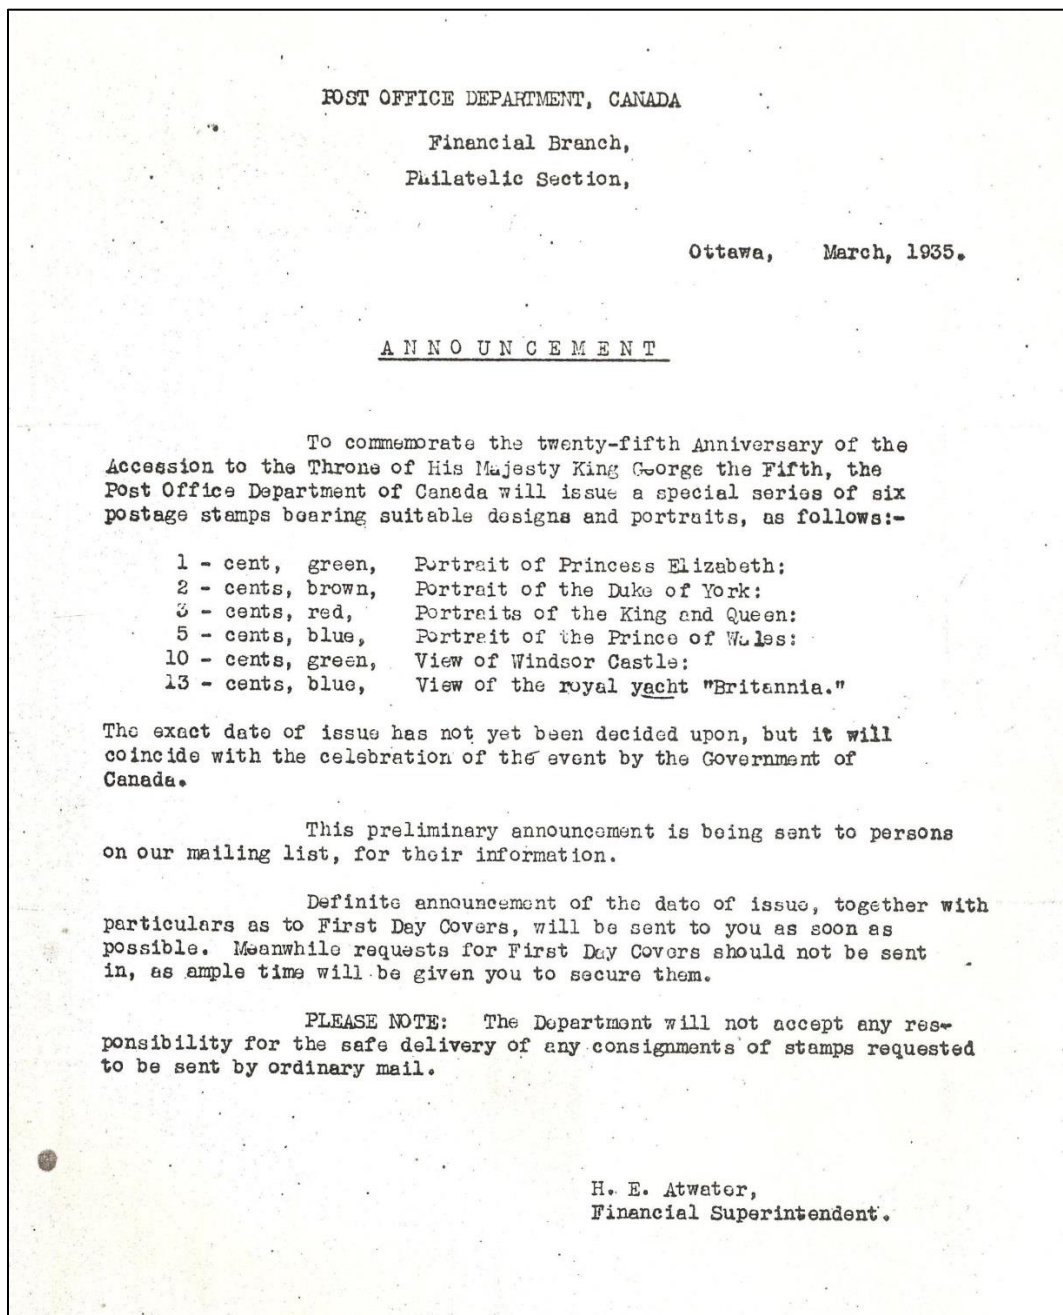 POST OFFICE DEPARTMENT, CANADA
Financial Branch,
Philatelic Section,
Ottawa, March, 1935.
ANNOUNCEMENT
To commemorate the twenty-fifth Anniversary of the
Accession to the Throne of His Majesty King George the Fifth, the
Post Office Department of Canada will issue a special series of six
postage stamps bearing suitable designs and portraits, as follows:-
1 - cent, green, Portrait of Princess Elizabeth:
2 - cents, brown, Portrait of the Duke of York:
3 - cents, red, Portraits of the King and Queen:
5 - cents, blue, Portrait of the Prince of Wales:
10 - cents, green, View of Windsor Castle:
13 - cents, blue, View of the royal yacht "Britannia."
The exact date of issue has not yet been decided upon, but it will
coincide with the celebration of the event by the Government of
Canada.
This preliminary announcement is being sent to persons
on our mailing list, for their information.
Definite announcement of the date of issue, together with
particulars as to First Day Covers, will be sent to you as soon as
possible. Meanwhile requests for First Day Covers should not be sent
in, as ample time will be given you to secure them.
PLEASE NOTE: The Department will not accept any res-
ponsibility for the safe delivery of any consignments of stamps requested
to be sent by ordinary mail.
H. E. Atwater,
Financial Superintendent.